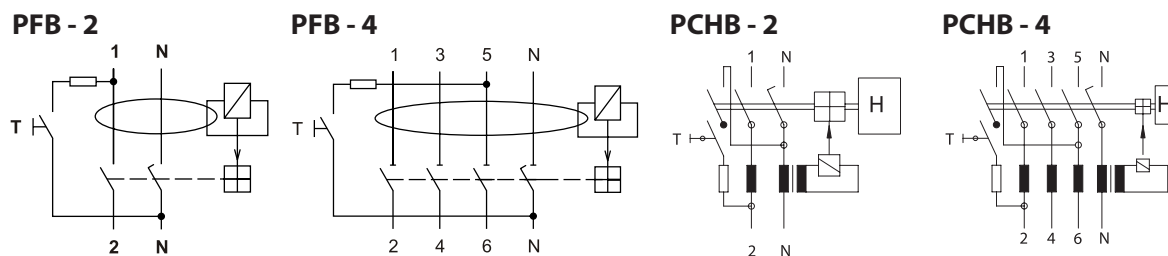 PFB - 2 PFB - 4 PCHB - 2 PCHB - 4
1 N 1 3 5 N 1 N 1 3 5 N
H H
T T T T
2 N 2 4 6 N 2 N 2 4 6 N